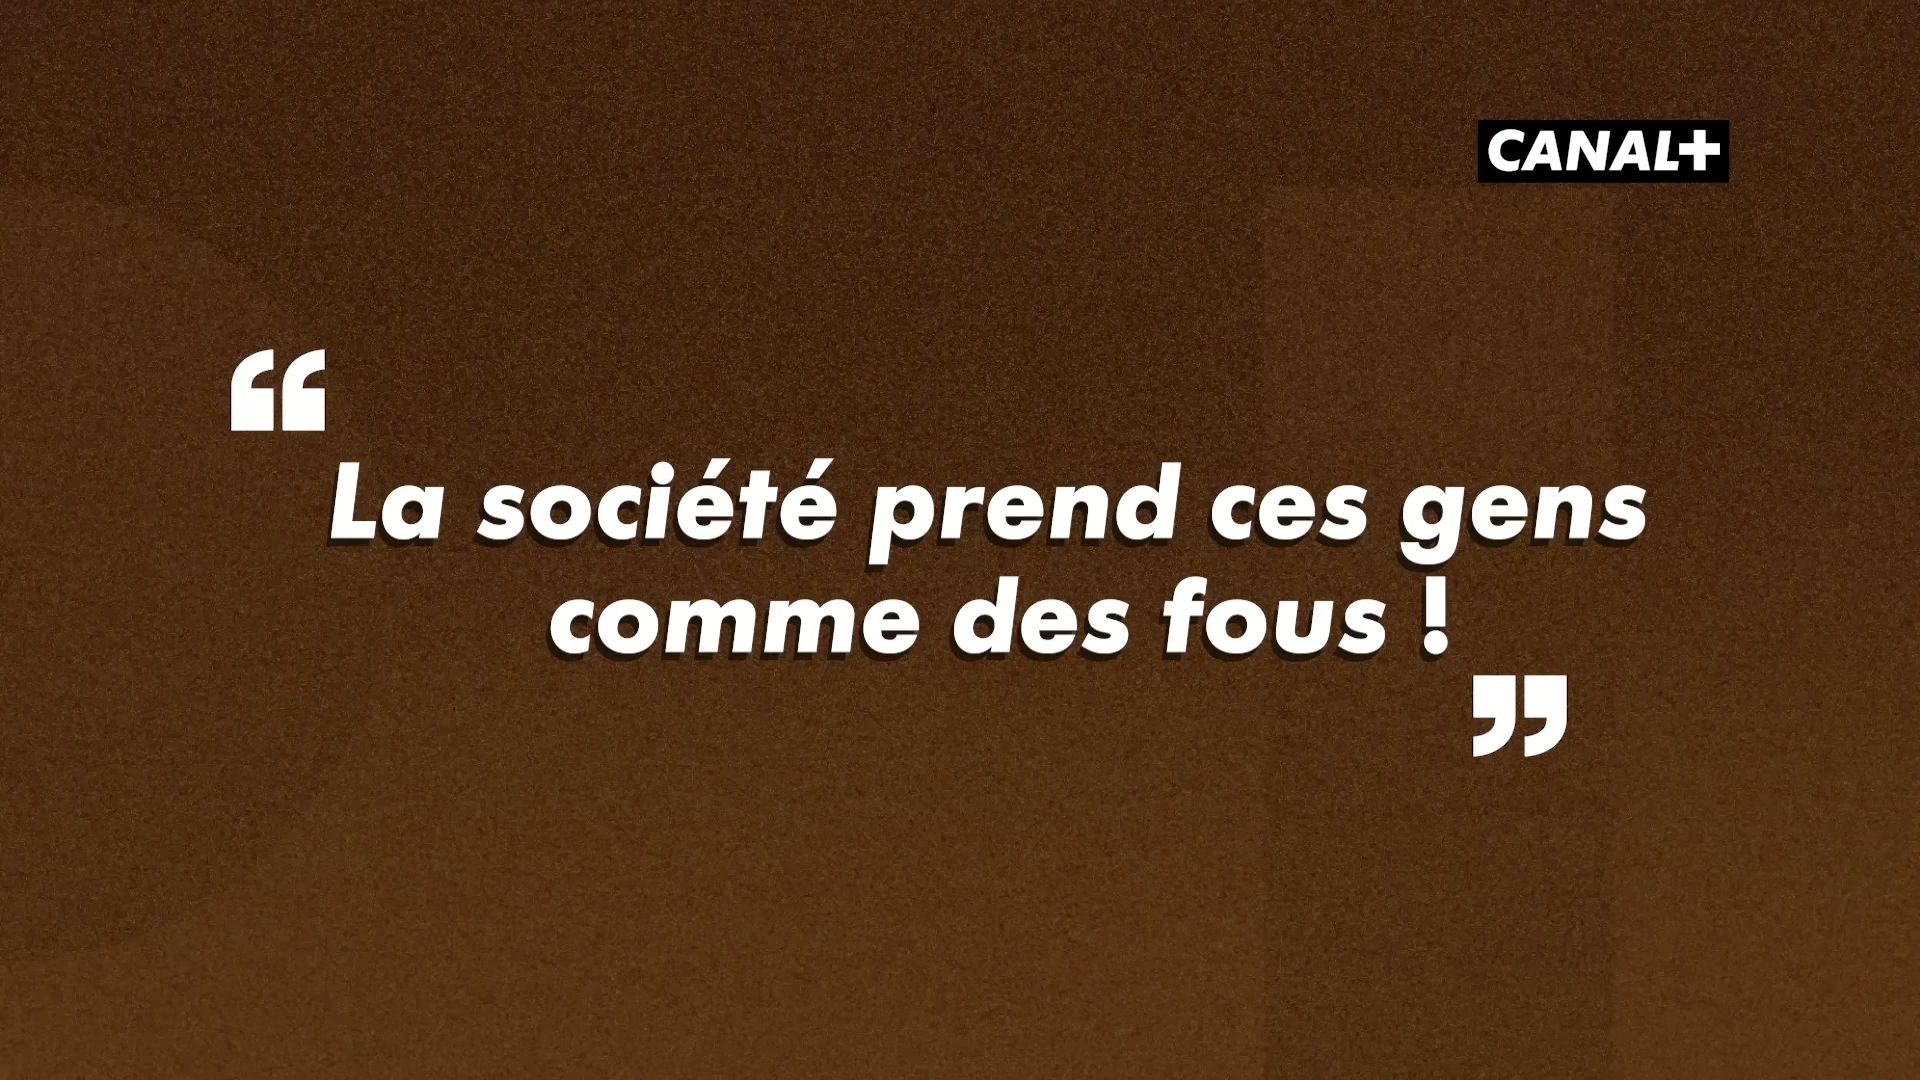 CANAL+
“
La société prend ces gens
comme des fous !
”